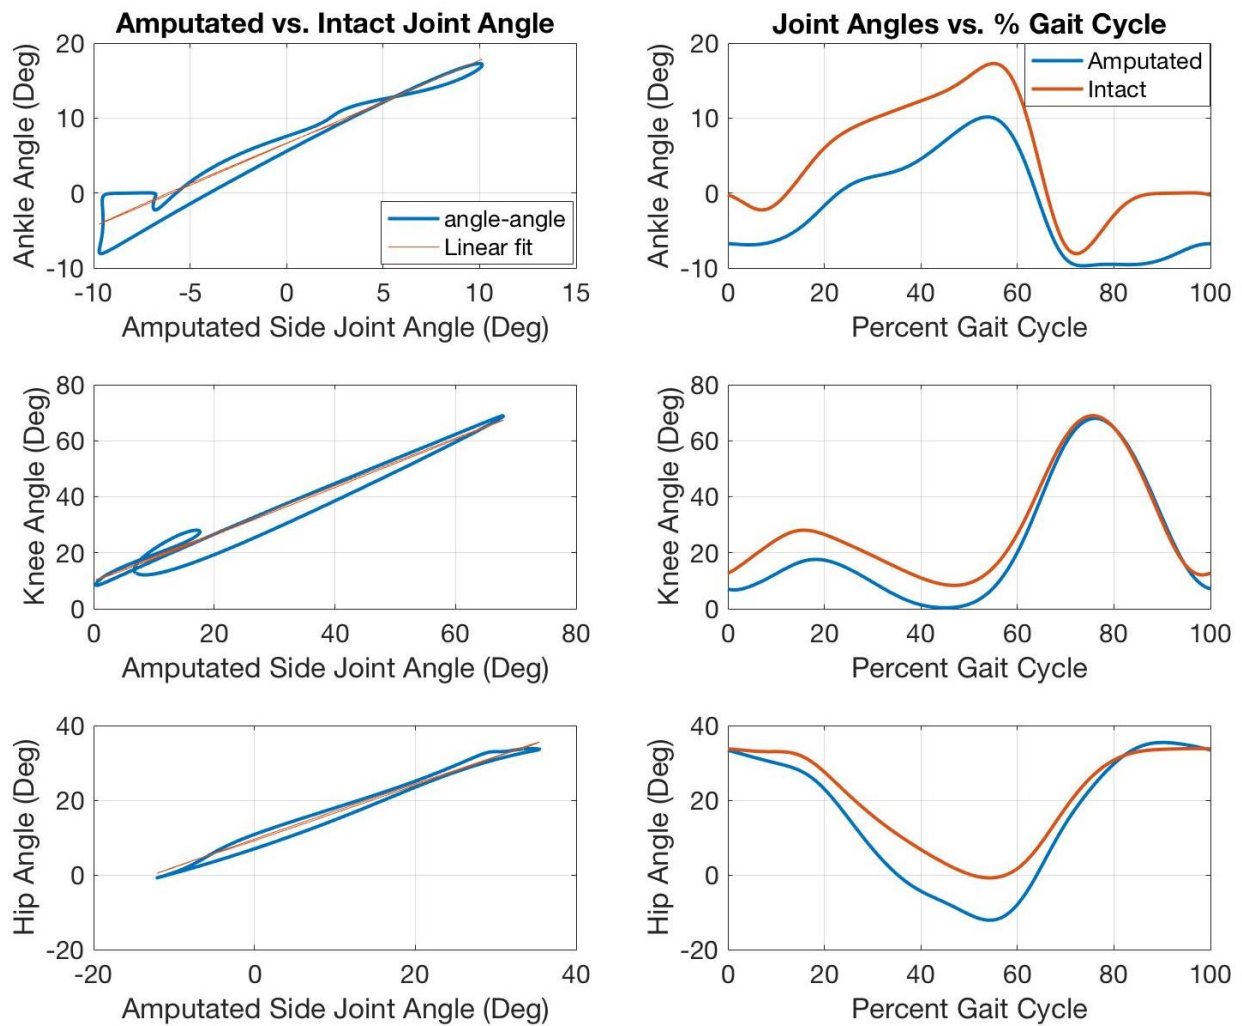 Amputated vs. Intact Joint Angle
Ankle Angle (Deg)
20
10
0
-10
-10 -5 0 5 10 15
angle-angle
Linear fit
Amputated Side Joint Angle (Deg)
Joint Angles vs. % Gait Cycle
Ankle Angle (Deg)
20
10
0
-10
0 20 40 60 80 100
Amputated
Intact
Percent Gait Cycle
Knee Angle (Deg)
80
60
40
20
0
0 20 40 60 80
Amputated Side Joint Angle (Deg)
Knee Angle (Deg)
80
60
40
20
0
0 20 40 60 80 100
Percent Gait Cycle
Hip Angle (Deg)
40
20
0
-20
-20 0 20 40
Amputated Side Joint Angle (Deg)
Hip Angle (Deg)
40
20
0
-20
0 20 40 60 80 100
Percent Gait Cycle